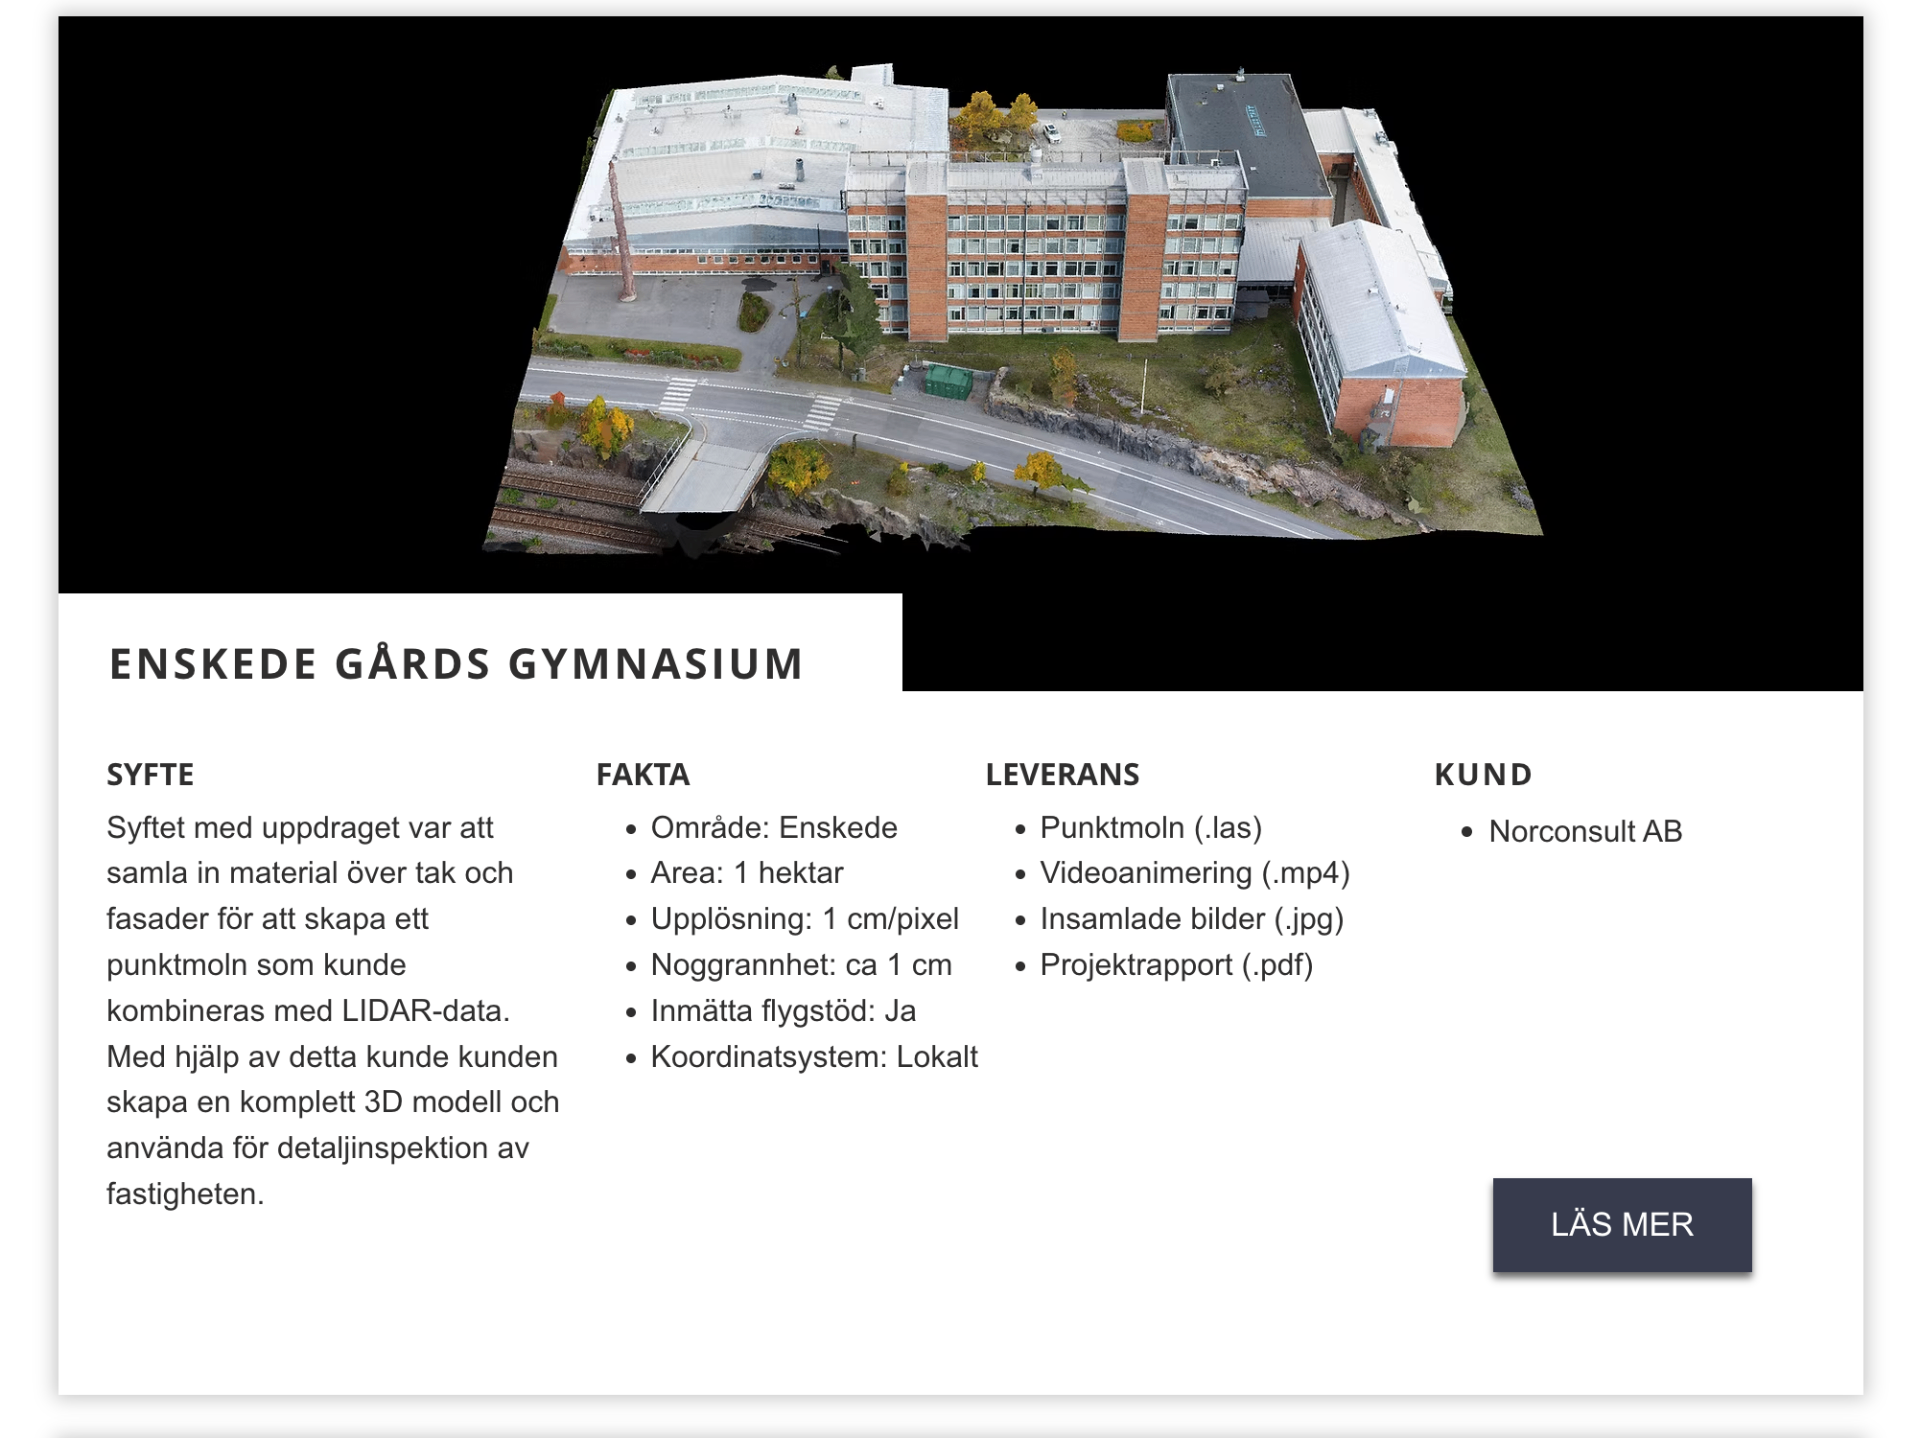 ENSKEDE GÅRDS GYMNASIUM
SYFTE
Syftet med uppdraget var att
samla in material över tak och
fasader för att skapa ett
punktmoln som kunde
kombineras med LIDAR-data.
Med hjälp av detta kunde kunden
skapa en komplett 3D modell och
använda för detaljinspektion av
fastigheten.
FAKTA
Område: Enskede
Area: 1 hektar
Upplösning: 1 cm/pixel
Noggrannhet: ca 1 cm
Inmätta flygstöd: Ja
Koordinatsystem: Lokalt
LEVERANS
Punktmoln (.las)
Videoanimering (.mp4)
Insamlade bilder (.jpg)
Projektrapport (.pdf)
KUND
Norconsult AB
LÄS MER